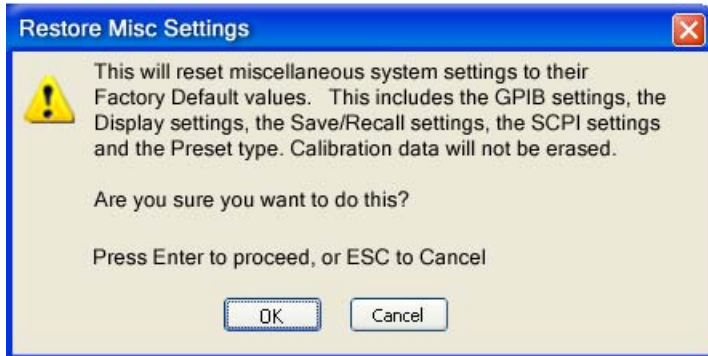 Restore Misc Settings
This will reset miscellaneous system settings to their
Factory Default values.   This includes the GPIB settings, the
Display settings, the Save/Recall settings, the SCPI settings
and the Preset type. Calibration data will not be erased.
Are you sure you want to do this?
Press Enter to proceed, or ESC to Cancel
OK
Cancel